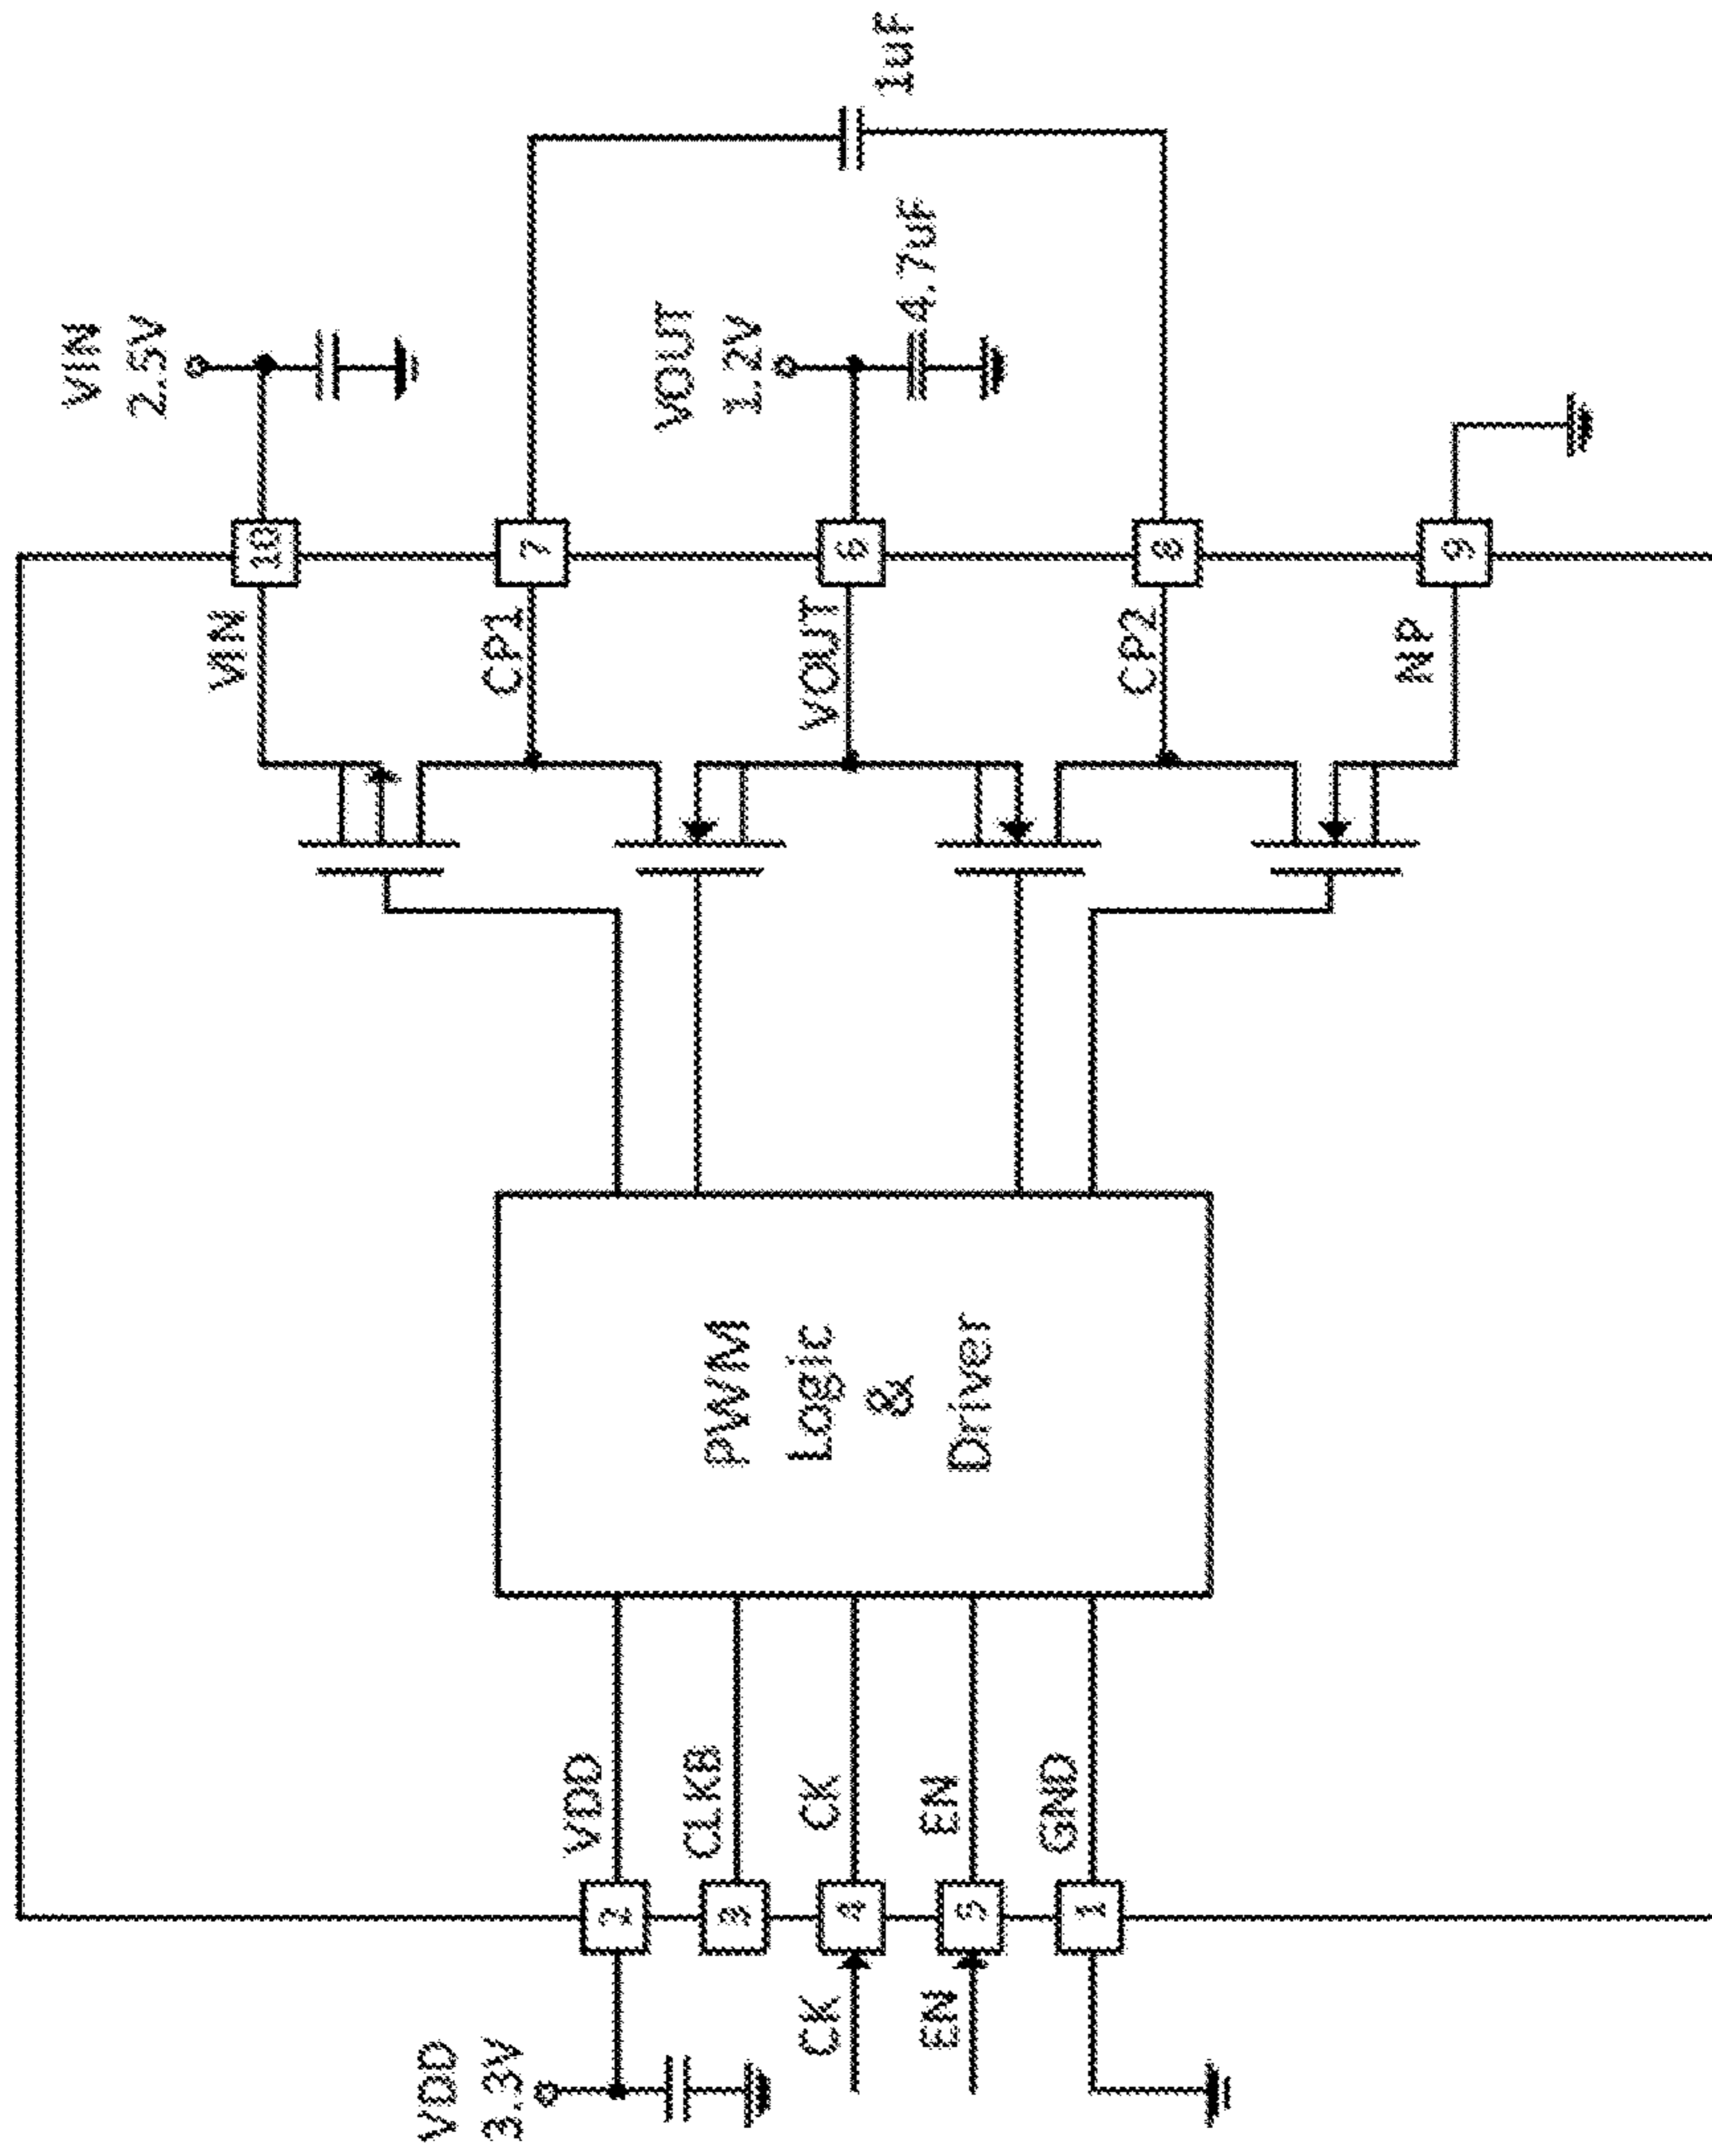 VIN
2.5V
VOUT
1.2V
4.7uF
1uF
10
7
6
8
9
VIN
CP1
VOUT
CP2
NP
PWM
Logic
&
Driver
VDD
CLKB
CK
EN
GND
2
3
4
5
1
VDD
3.3V
CK
EN